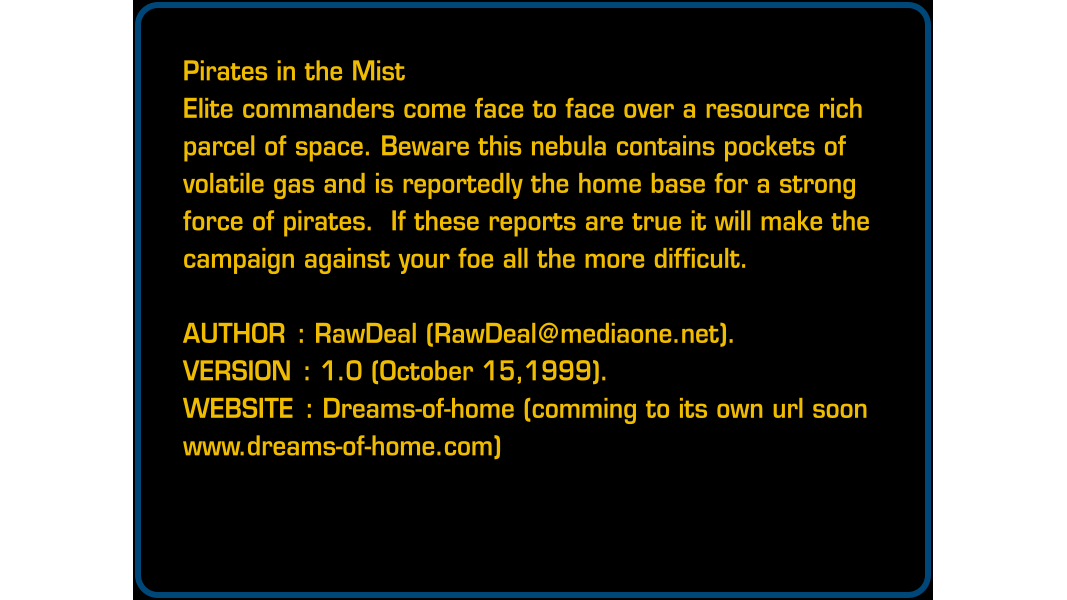 Pirates in the Mist
Elite commanders come face to face over a resource rich
parcel of space. Beware this nebula contains pockets of
volatile gas and is reportedly the home base for a strong
force of pirates.  If these reports are true it will make the
campaign against your foe all the more difficult.

AUTHOR : RawDeal (RawDeal@mediaone.net).
VERSION : 1.0 (October 15,1999).
WEBSITE : Dreams-of-home (comming to its own url soon
www.dreams-of-home.com)